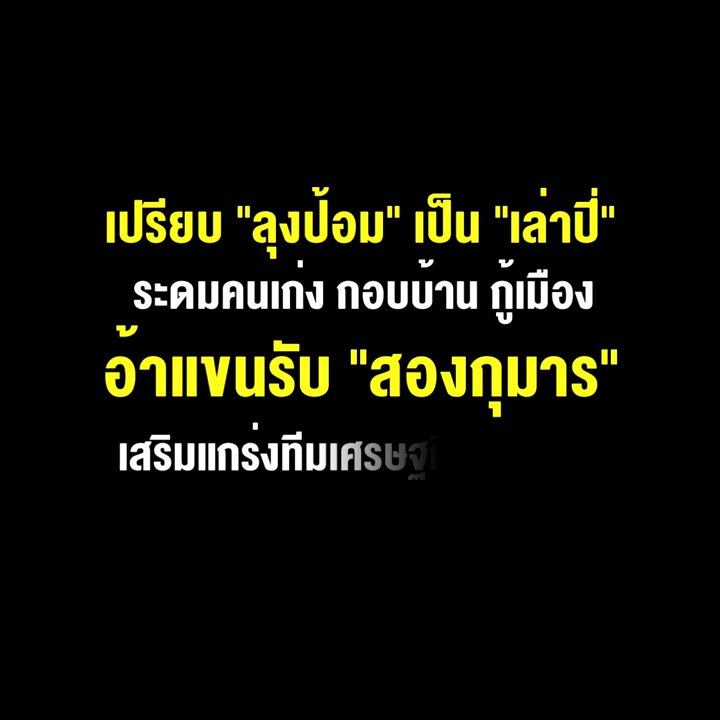 เปรียบ "ลุงป้อม" เป็น "เล่าปี่"
ระดมคนเก่ง กอบบ้าน กู้เมือง
อ้าแขนรับ "สองกุมาร"
เสริมแกร่งทีม